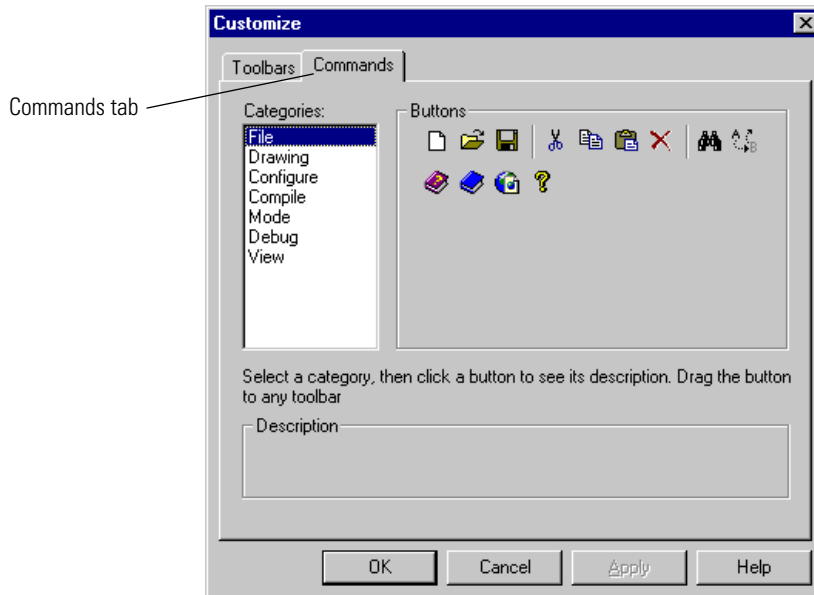 Customize
Toolbars
Commands
Commands tab
Categories:
File
Drawing
Configure
Compile
Mode
Debug
View
Buttons
A
B
?
Select a category, then click a button to see its description. Drag the button
to any toolbar
Description
OK
Cancel
Apply
Help